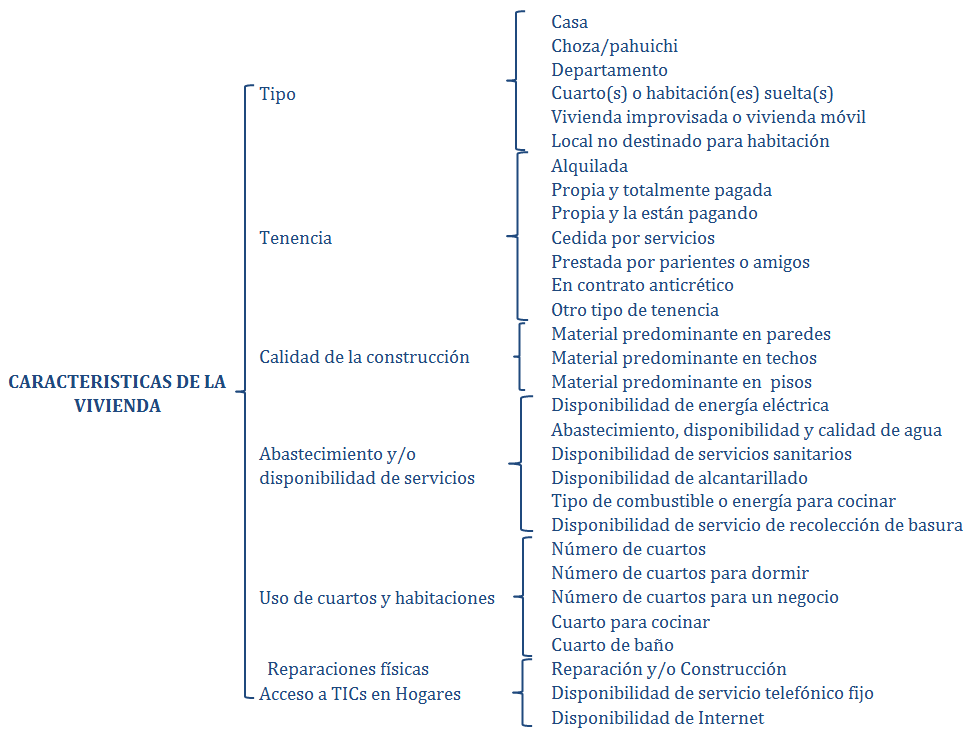 CARACTERISTICAS DE LA
VIVIENDA
Tipo
Casa
Choza/pahuichi
Departamento
Cuarto(s) o habitación(es) suelta(s)
Vivienda improvisada o vivienda móvil
Local no destinado para habitación
Tenencia
Alquilada
Propia y totalmente pagada
Propia y la están pagando
Cedida por servicios
Prestada por parientes o amigos
En contrato anticrético
Otro tipo de tenencia
Calidad de la construcción
Material predominante en paredes
Material predominante en techos
Material predominante en  pisos
Abastecimiento y/o
disponibilidad de servicios
Disponibilidad de energía eléctrica
Abastecimiento, disponibilidad y calidad de agua
Disponibilidad de servicios sanitarios
Disponibilidad de alcantarillado
Tipo de combustible o energía para cocinar
Disponibilidad de servicio de recolección de basura
Uso de cuartos y habitaciones
Número de cuartos
Número de cuartos para dormir
Número de cuartos para un negocio
Cuarto para cocinar
Cuarto de baño
Reparaciones físicas
Acceso a TICs en Hogares
Reparación y/o Construcción
Disponibilidad de servicio telefónico fijo
Disponibilidad de Internet